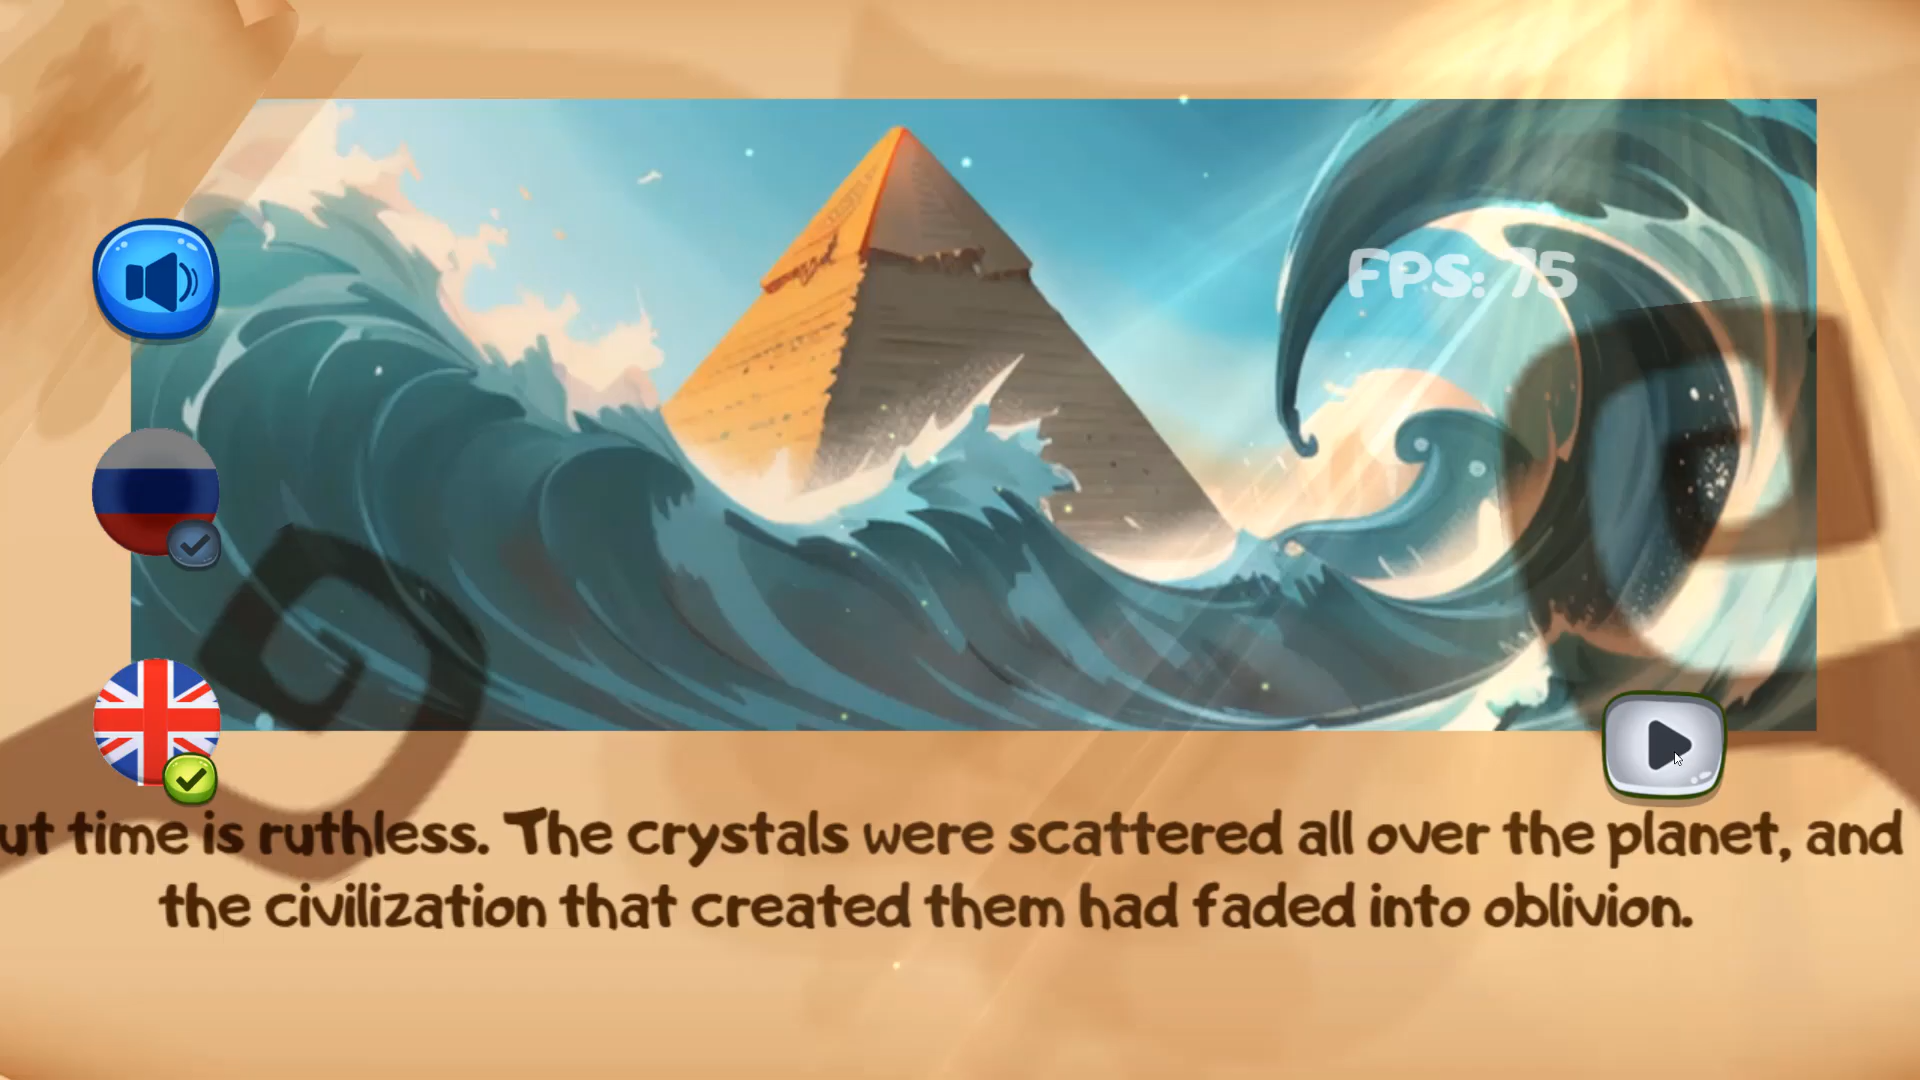 FPS: 75
ut time is ruthless. The crystals were scattered all over the planet, and
the civilization that created them had faded into oblivion.